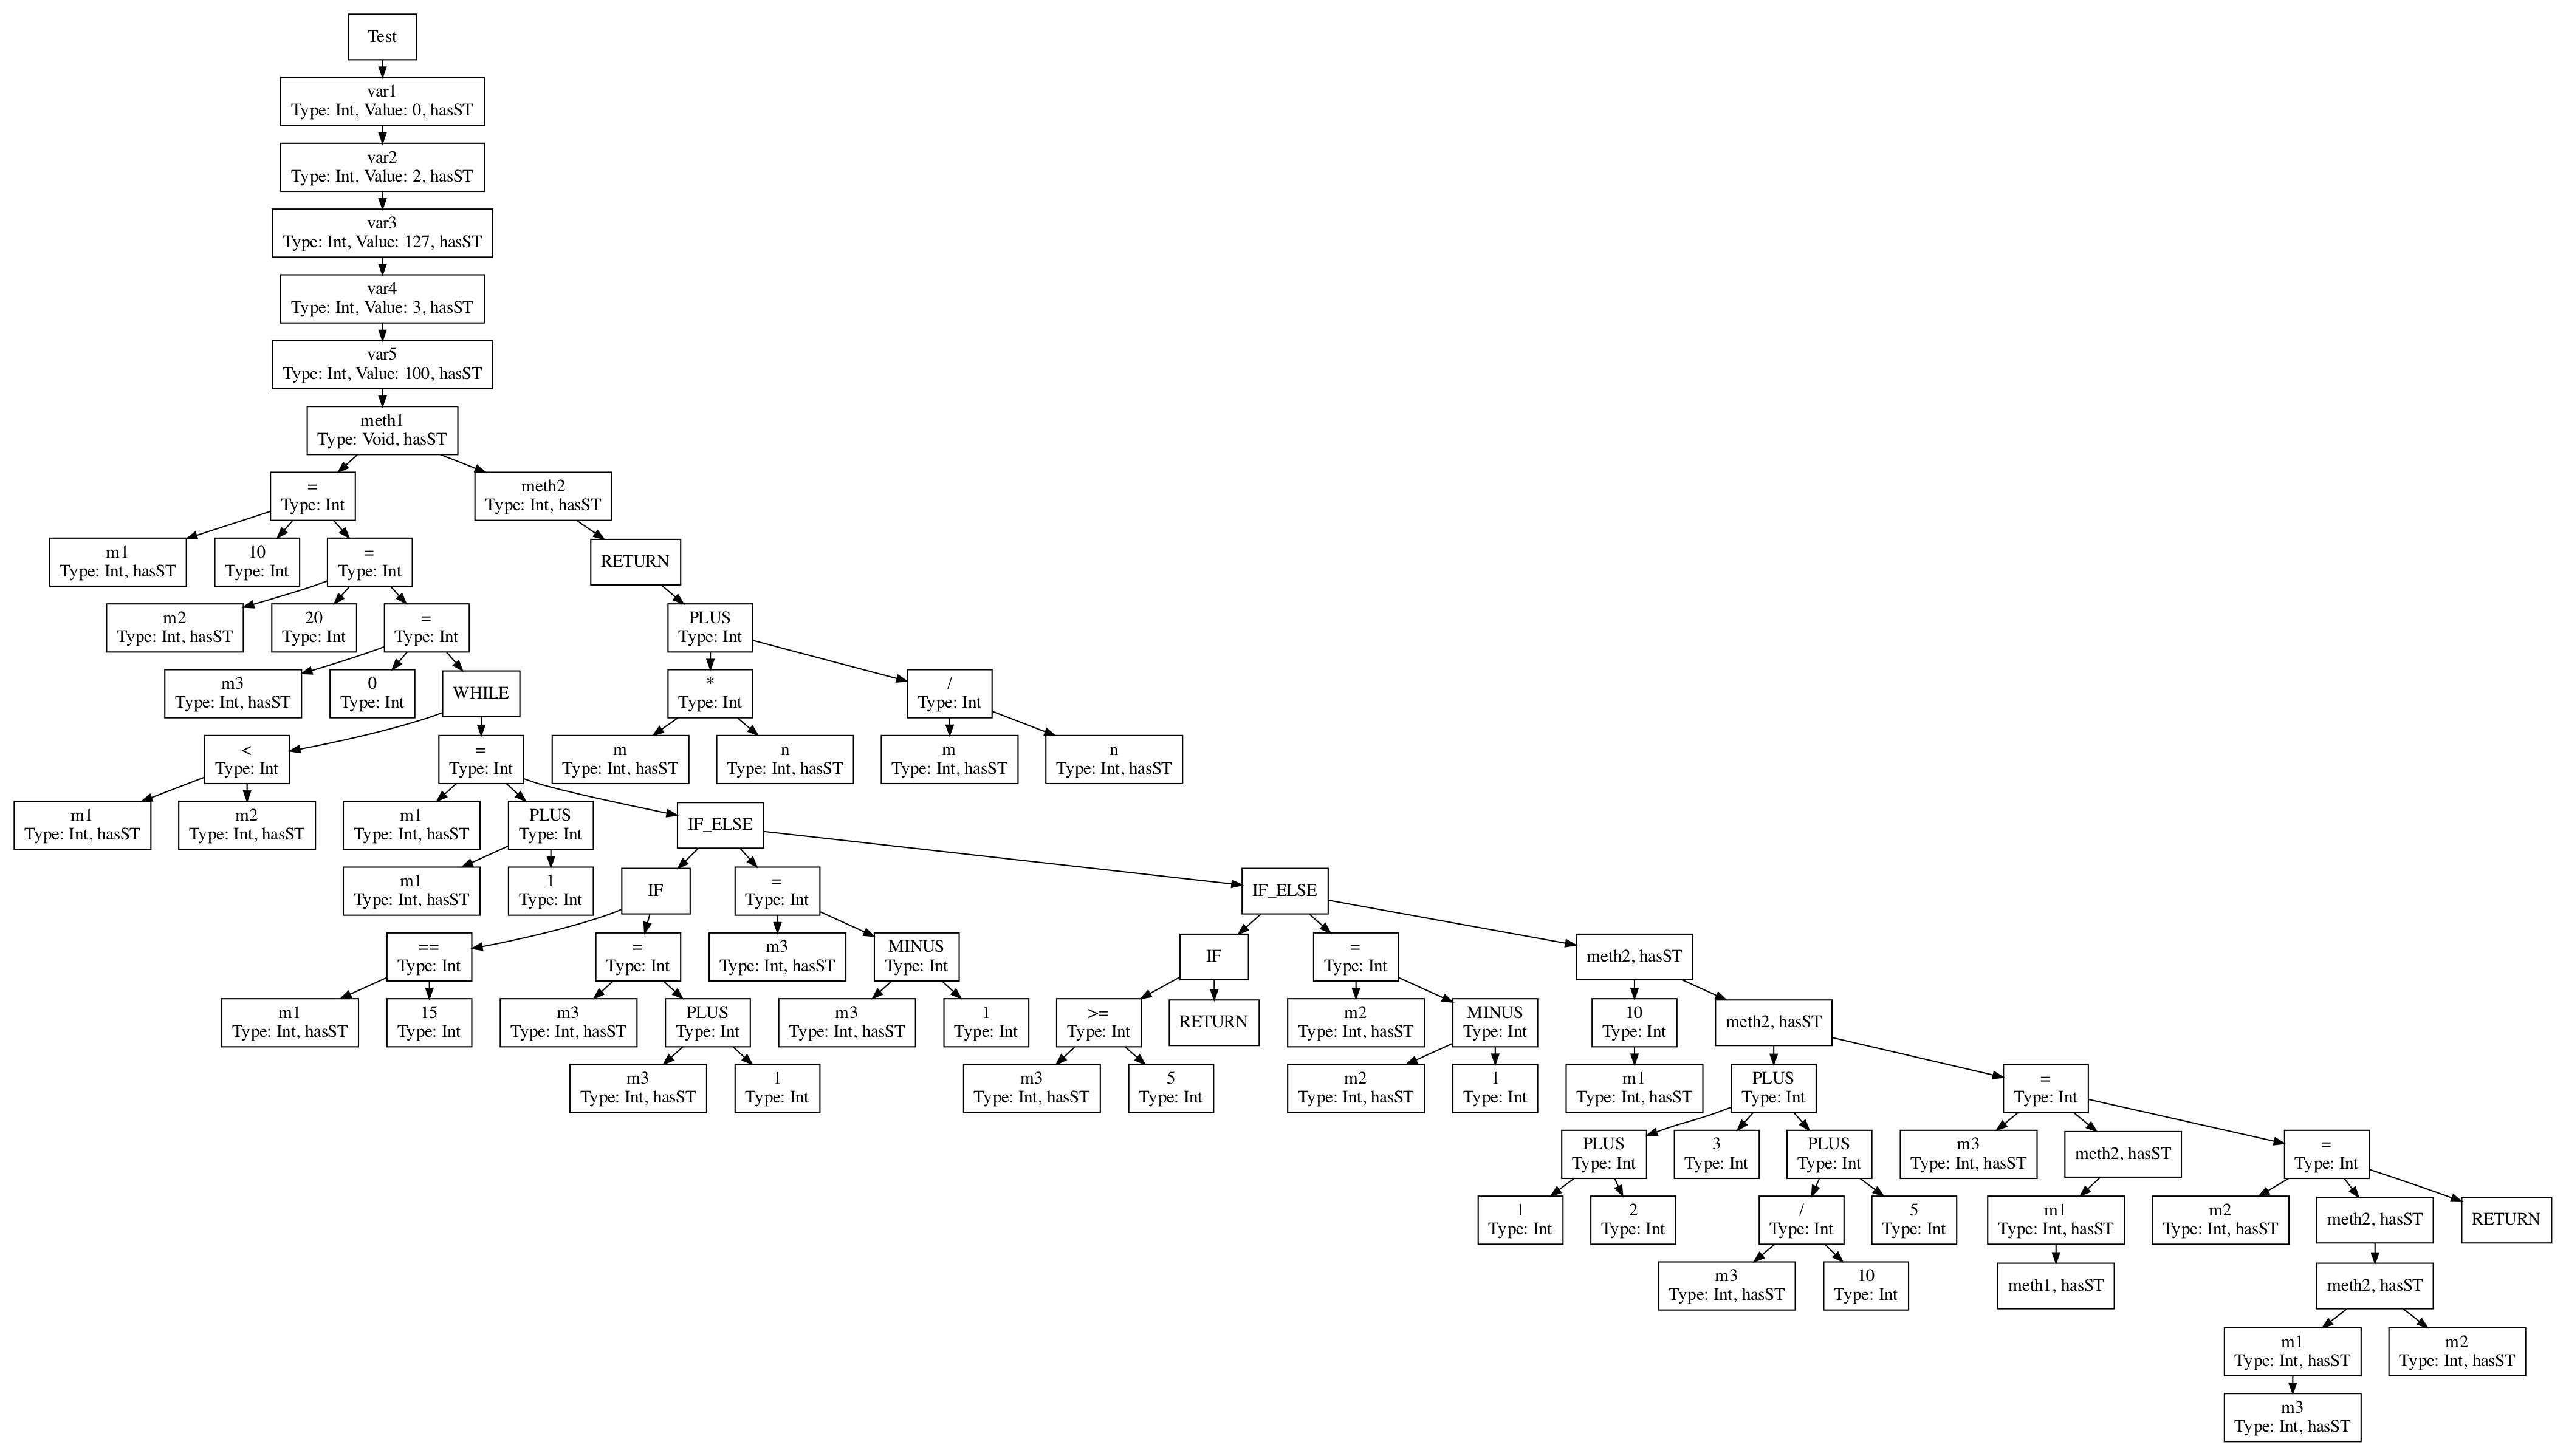 Test
var1
Type: Int, Value: 0, hasST
var2
Type: Int, Value: 2, hasST
var3
Type: Int, Value: 127, hasST
var4
Type: Int, Value: 3, hasST
var5
Type: Int, Value: 100, hasST
meth1
Type: Void, hasST
=
Type: Int
meth2
Type: Int, hasST
m1
Type: Int, hasST
10
Type: Int
=
Type: Int
RETURN
m2
Type: Int, hasST
20
Type: Int
=
Type: Int
PLUS
Type: Int
m3
Type: Int, hasST
0
Type: Int
WHILE
*
Type: Int
/
Type: Int
<
Type: Int
=
Type: Int
m
Type: Int, hasST
n
Type: Int, hasST
m
Type: Int, hasST
n
Type: Int, hasST
m1
Type: Int, hasST
m2
Type: Int, hasST
m1
Type: Int, hasST
PLUS
Type: Int
IF_ELSE
m1
Type: Int, hasST
1
Type: Int
IF
=
Type: Int
IF_ELSE
==
Type: Int
=
Type: Int
m3
Type: Int, hasST
MINUS
Type: Int
IF
=
Type: Int
meth2, hasST
m1
Type: Int, hasST
15
Type: Int
m3
Type: Int, hasST
PLUS
Type: Int
m3
Type: Int, hasST
1
Type: Int
>=
Type: Int
RETURN
m2
Type: Int, hasST
MINUS
Type: Int
10
Type: Int
meth2, hasST
m3
Type: Int, hasST
1
Type: Int
m3
Type: Int, hasST
5
Type: Int
m2
Type: Int, hasST
1
Type: Int
m1
Type: Int, hasST
PLUS
Type: Int
=
Type: Int
PLUS
Type: Int
3
Type: Int
PLUS
Type: Int
m3
Type: Int, hasST
meth2, hasST
=
Type: Int
1
Type: Int
2
Type: Int
/
Type: Int
5
Type: Int
m1
Type: Int, hasST
m2
Type: Int, hasST
meth2, hasST
RETURN
m3
Type: Int, hasST
10
Type: Int
meth1, hasST
meth2, hasST
m1
Type: Int, hasST
m2
Type: Int, hasST
m3
Type: Int, hasST